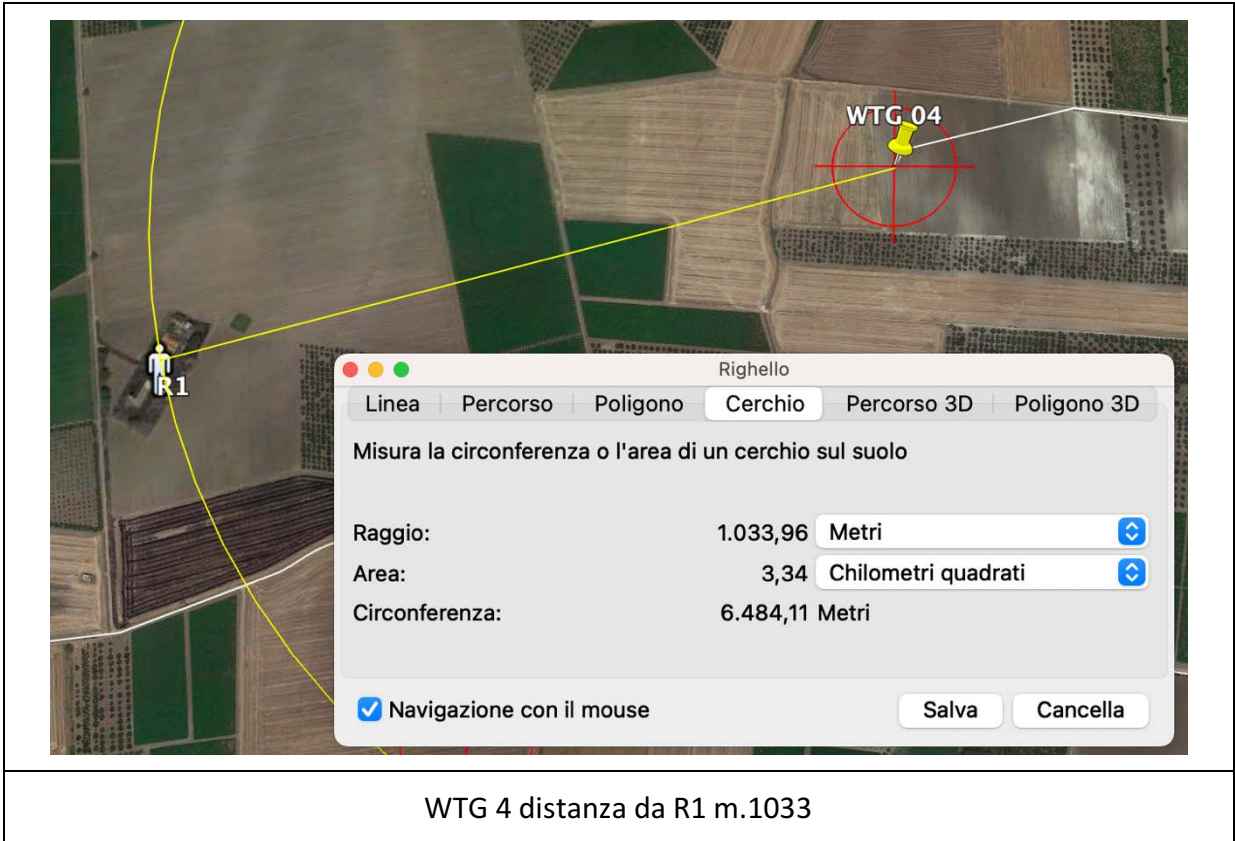 WTG 04
R1
Righello
Linea Percorso Poligono Cerchio Percorso 3D Poligono 3D
Misura la circonferenza o l'area di un cerchio sul suolo
Raggio: 1.033,96 Metri
Area: 3,34 Chilometri quadrati
Circonferenza: 6.484,11 Metri
Navigazione con il mouse Salva Cancella
WTG 4 distanza da R1 m.1033